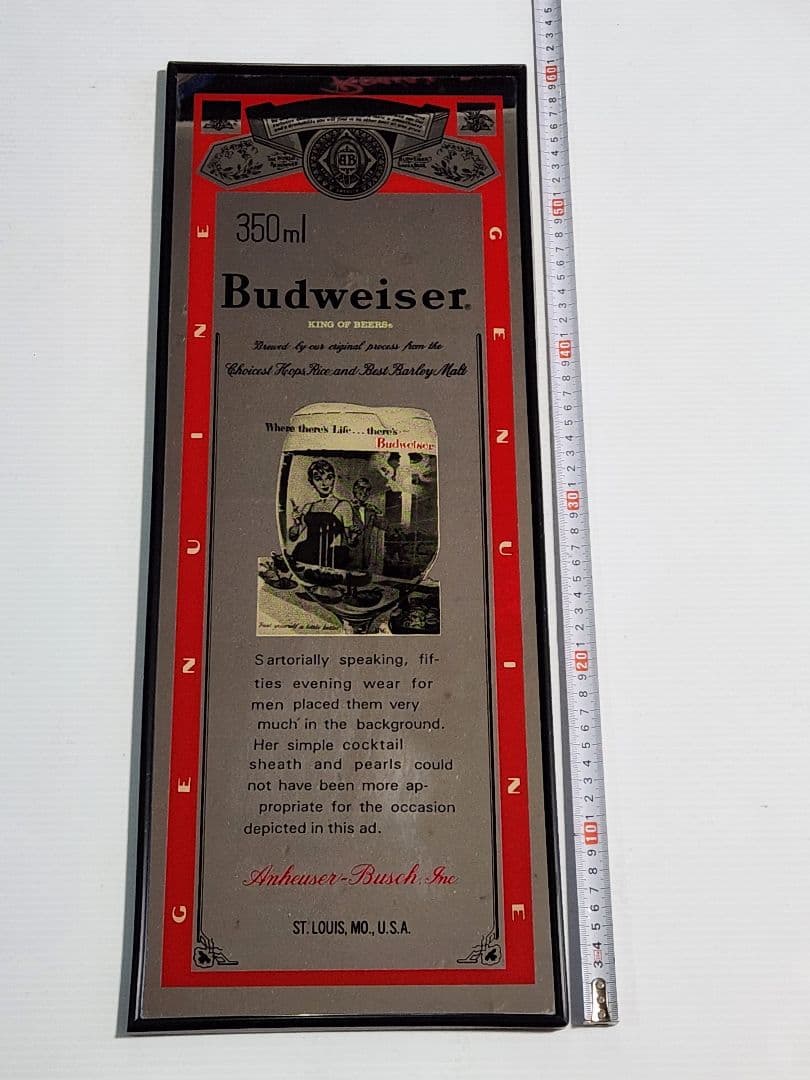 350ml
Budweiser®
KING OF BEERS®
Brewed by our original process from the
Choicest Hops, Rice and Best Barley Malt
Where there's Life...there's
Budweiser
Sartorially speaking, fif-
ties evening wear for
men placed them very
much in the background.
Her simple cocktail
sheath and pearls could
not have been more ap-
propriate for the occasion
depicted in this ad.
Anheuser-Busch, Inc
ST. LOUIS, MO., U.S.A.
GENUINE
GENUINE